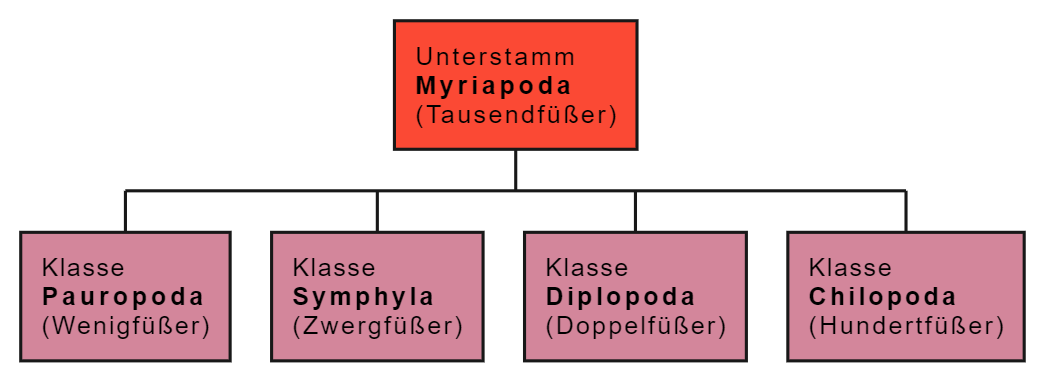 Unterstamm
Myriapoda
(Tausendfüßer)
Klasse
Pauropoda
(Wenigfüßer)
Klasse
Symphyla
(Zwergfüßer)
Klasse
Diplopoda
(Doppelfüßer)
Klasse
Chilopoda
(Hundertfüßer)